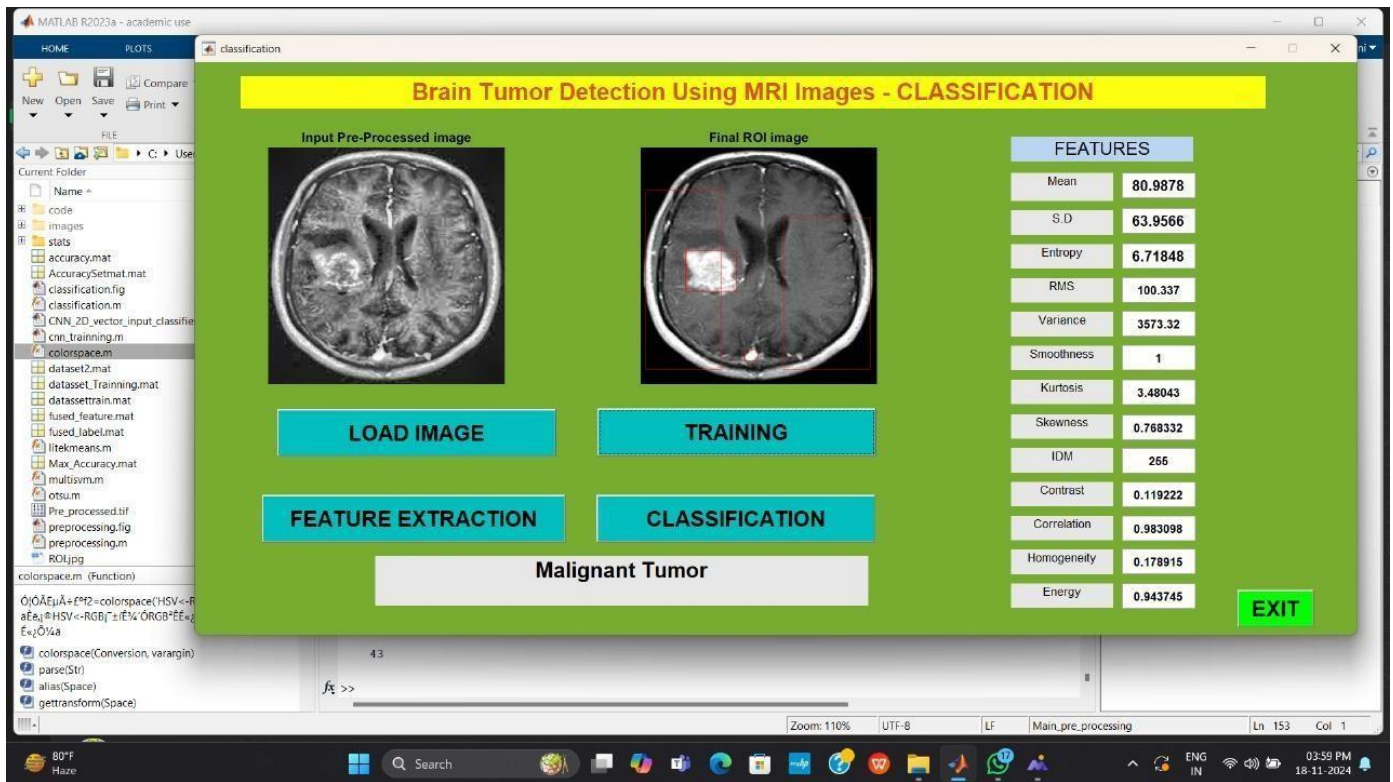 MATLAB R2023a - academic use
HOME PLOTS
New Open Save
Compare
Print
FILE
C: Use
Current Folder
Name
code
images
stats
accuracy.mat
AccuracySetmat.mat
classification.fig
classification.m
CNN_2D_vector_input_classifie
cnn_trainning.m
colorspace.m
dataset2.mat
datasset_Trainning.mat
datassettrain.mat
fused_feature.mat
fused_label.mat
litekmeans.m
Max_Accuracy.mat
multisvm.m
otsu.m
Pre_processed.tif
preprocessing.fig
preprocessing.m
ROI.jpg
colorspace.m (Function)
colorspace(Conversion, varargin)
parse(Str)
alias(Space)
gettransform(Space)
classification
Brain Tumor Detection Using MRI Images - CLASSIFICATION
Input Pre-Processed image
Final ROI image
LOAD IMAGE
TRAINING
FEATURE EXTRACTION
CLASSIFICATION
Malignant Tumor
FEATURES
Mean 80.9878
S.D 63.9566
Entropy 6.71848
RMS 100.337
Variance 3573.32
Smoothness 1
Kurtosis 3.48043
Skewness 0.768332
IDM 255
Contrast 0.119222
Correlation 0.983098
Homogeneity 0.178915
Energy 0.943745
EXIT
ni
43
fx >>
Zoom: 110% UTF-8 LF Main_pre_processing Ln 153 Col 1
80°F
Haze
Search
17
ENG
IN
03:59 PM
18-11-2024